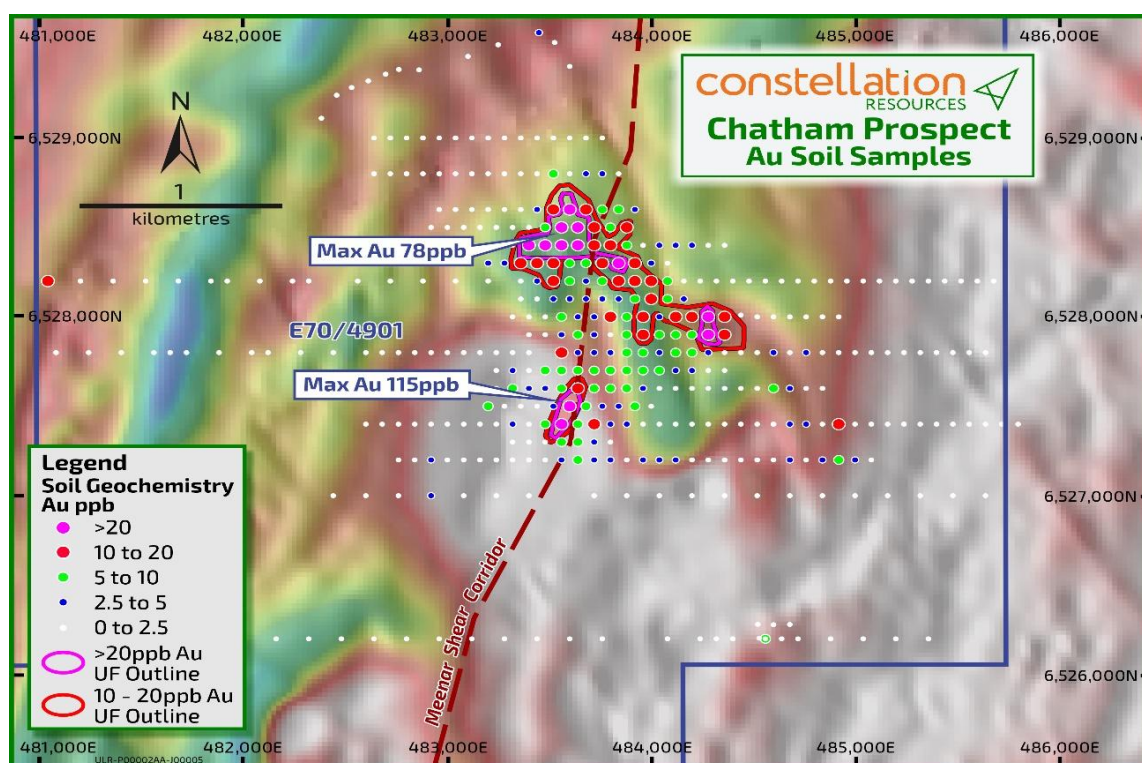 481,000E
482,000E
483,000E
484,000E
485,000E
486,000E
constellation
RESOURCES
Chatham Prospect
Au Soil Samples
N
1
kilometres
6,529,000N
6,529,000N
Max Au 78ppb
6,528,000N
E70/4901
6,528,000N
Max Au 115ppb
Legend
Soil Geochemistry
Au ppb
>20
10 to 20
5 to 10
2.5 to 5
0 to 2.5
>20ppb Au
UF Outline
10 - 20ppb Au
UF Outline
6,527,000N
Meenar Shear Corridor
6,526,000N
481,000E
482,000E
483,000E
484,000E
485,000E
486,000E
ULR-P00002AA-J00005